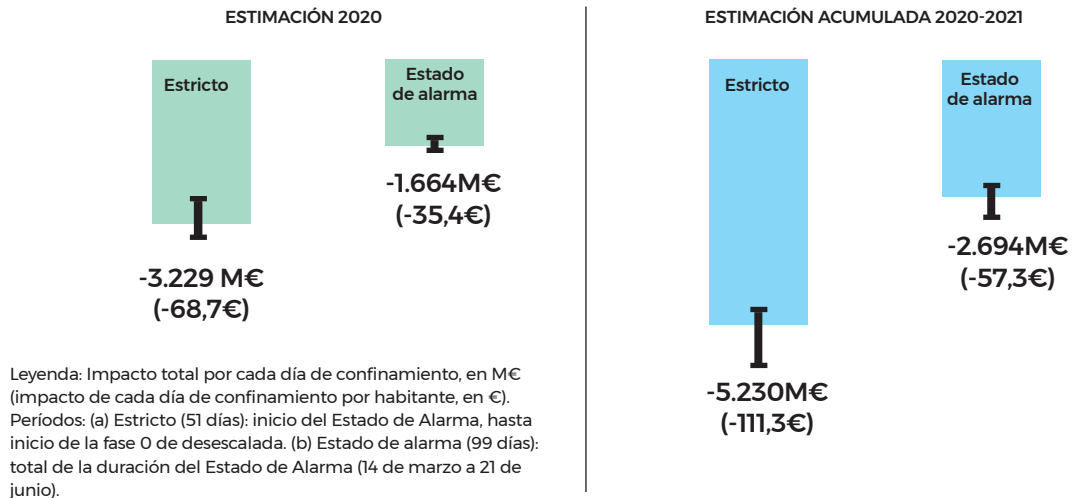 ESTIMACIÓN 2020
Estricto
Estado
de alarma
-1.664M€
(-35,4€)
-3.229 M€
(-68,7€)
Leyenda: Impacto total por cada día de confinamiento, en M€
(impacto de cada día de confinamiento por habitante, en €).
Períodos: (a) Estricto (51 días): inicio del Estado de Alarma, hasta
inicio de la fase 0 de desescalada. (b) Estado de alarma (99 días):
total de la duración del Estado de Alarma (14 de marzo a 21 de
junio).
ESTIMACIÓN ACUMULADA 2020-2021
Estricto
Estado
de alarma
-2.694M€
(-57,3€)
-5.230M€
(-111,3€)